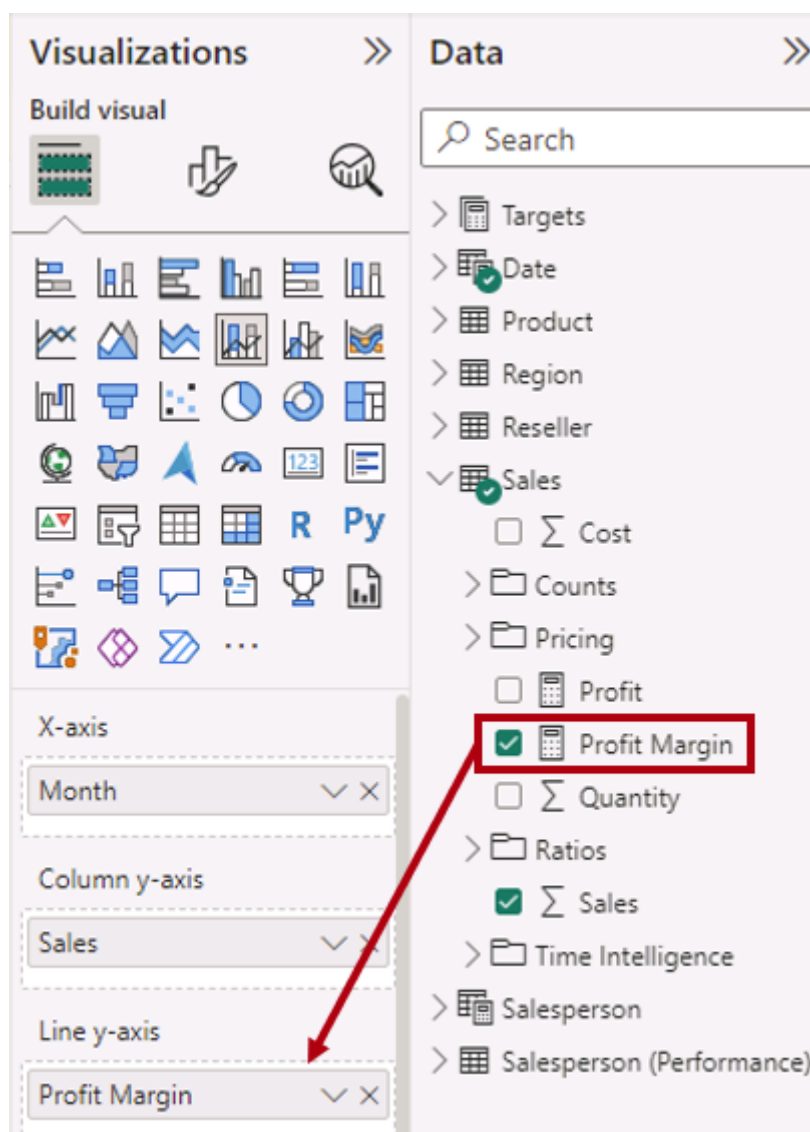 Visualizations
Build visual
123
R
Py
X-axis
Month
Column y-axis
Sales
Line y-axis
Profit Margin
Data
Search
Targets
Date
Product
Region
Reseller
Sales
Cost
Counts
Pricing
Profit
Profit Margin
Quantity
Ratios
Sales
Time Intelligence
Salesperson
Salesperson (Performance)